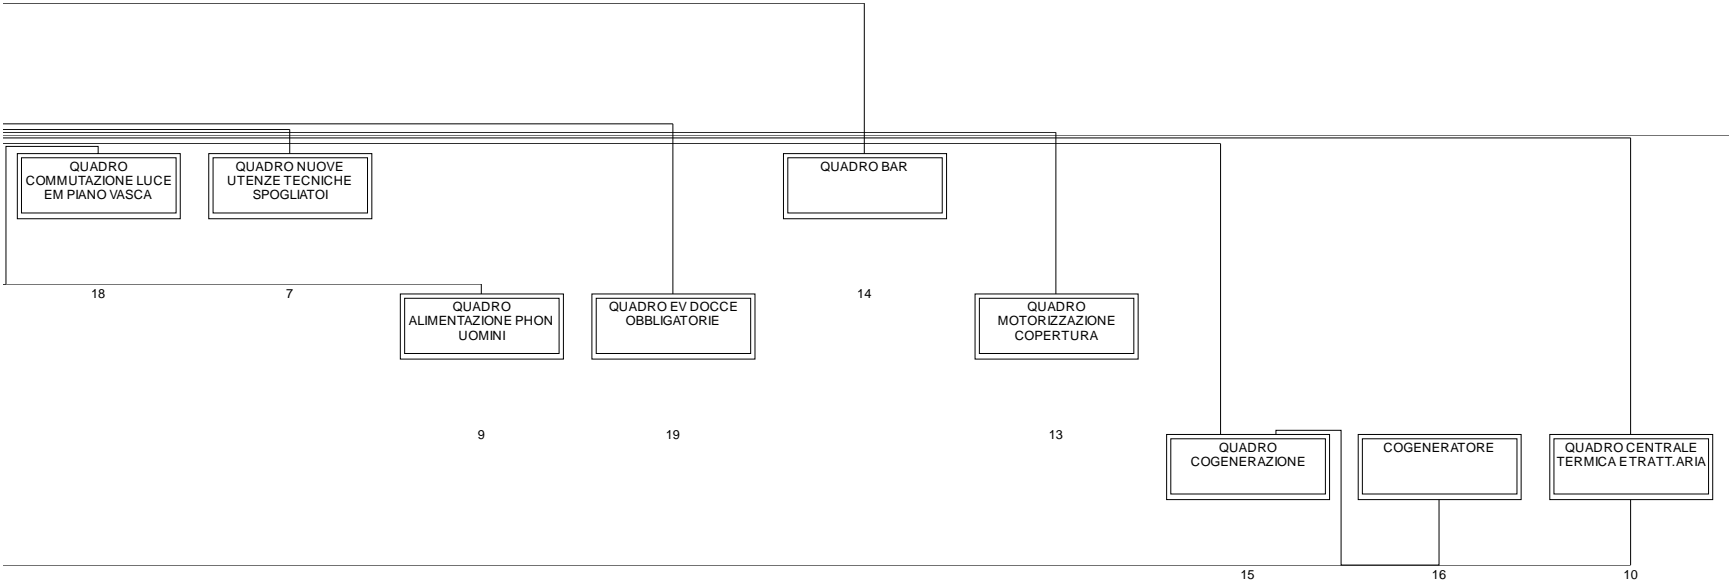 QUADRO
COMMUTAZIONE LUCE
EM PIANO VASCA
QUADRO NUOVE
UTENZE TECNICHE
SPOGLIATOI
QUADRO BAR
18
7
14
QUADRO
ALIMENTAZIONE PHON
UOMINI
QUADRO EV DOCCE
OBBLIGATORIE
QUADRO
MOTORIZZAZIONE
COPERTURA
9
19
13
QUADRO
COGENERAZIONE
COGENERATORE
QUADRO CENTRALE
TERMICA E TRATT.ARIA
15
16
10